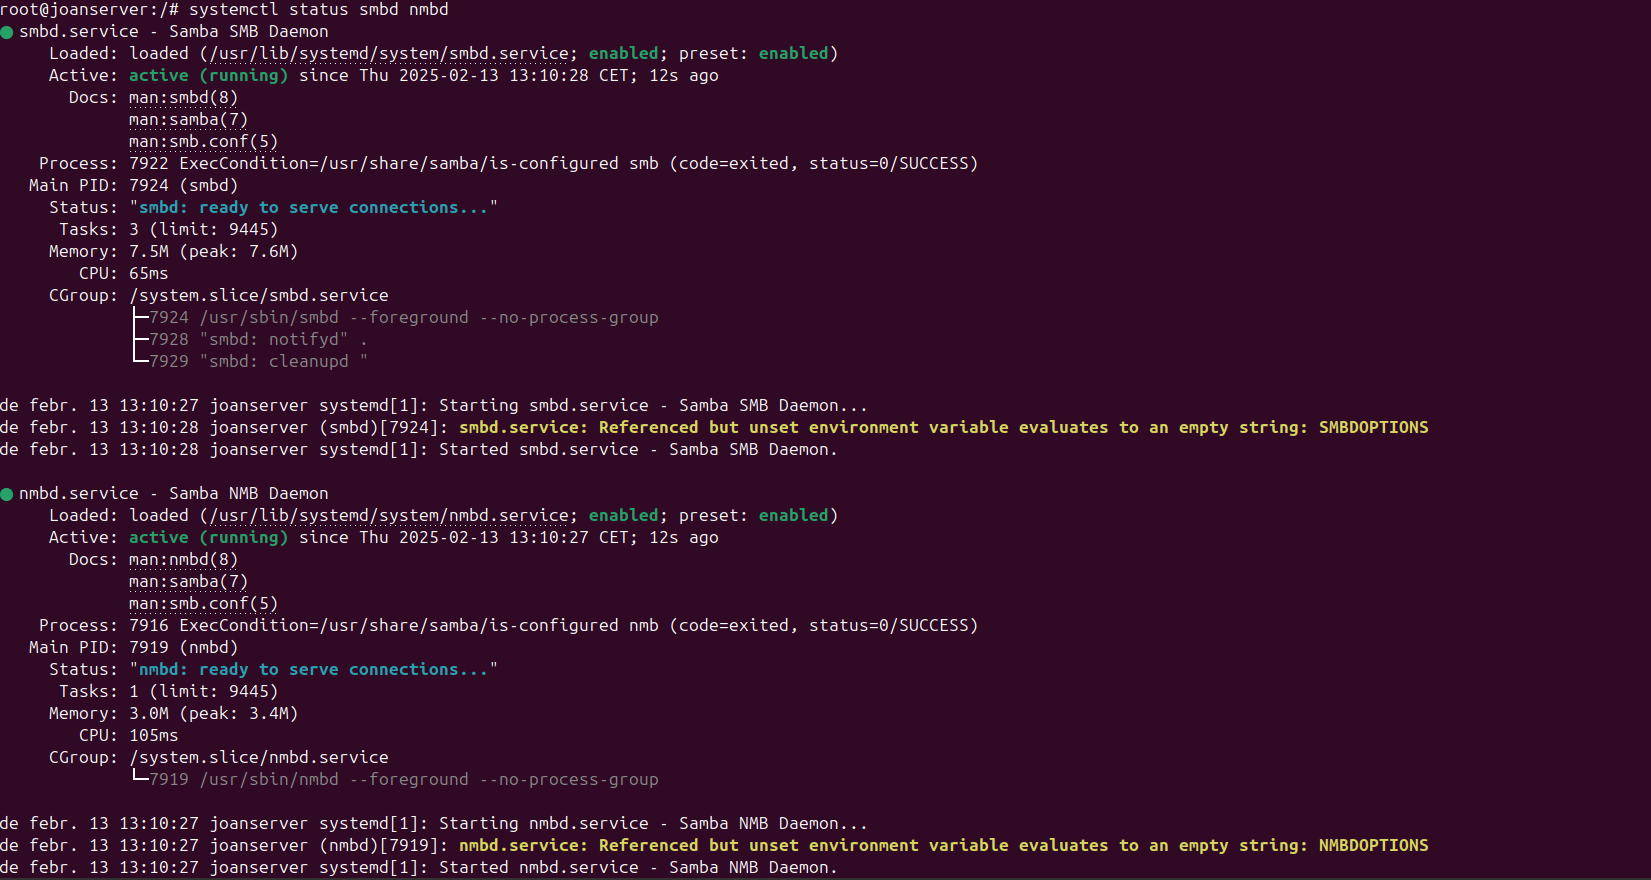 root@joanserver:/# systemctl status smbd nmbd
● smbd.service - Samba SMB Daemon
     Loaded: loaded (/usr/lib/systemd/system/smbd.service; enabled; preset: enabled)
     Active: active (running) since Thu 2025-02-13 13:10:28 CET; 12s ago
       Docs: man:smbd(8)
             man:samba(7)
             man:smb.conf(5)
    Process: 7922 ExecCondition=/usr/share/samba/is-configured smb (code=exited, status=0/SUCCESS)
   Main PID: 7924 (smbd)
     Status: "smbd: ready to serve connections..."
      Tasks: 3 (limit: 9445)
     Memory: 7.5M (peak: 7.6M)
        CPU: 65ms
     CGroup: /system.slice/smbd.service
             ├─7924 /usr/sbin/smbd --foreground --no-process-group
             ├─7928 "smbd: notifyd" .
             └─7929 "smbd: cleanupd "

de febr. 13 13:10:27 joanserver systemd[1]: Starting smbd.service - Samba SMB Daemon...
de febr. 13 13:10:28 joanserver (smbd)[7924]: smbd.service: Referenced but unset environment variable evaluates to an empty string: SMBDOPTIONS
de febr. 13 13:10:28 joanserver systemd[1]: Started smbd.service - Samba SMB Daemon.

● nmbd.service - Samba NMB Daemon
     Loaded: loaded (/usr/lib/systemd/system/nmbd.service; enabled; preset: enabled)
     Active: active (running) since Thu 2025-02-13 13:10:27 CET; 12s ago
       Docs: man:nmbd(8)
             man:samba(7)
             man:smb.conf(5)
    Process: 7916 ExecCondition=/usr/share/samba/is-configured nmb (code=exited, status=0/SUCCESS)
   Main PID: 7919 (nmbd)
     Status: "nmbd: ready to serve connections..."
      Tasks: 1 (limit: 9445)
     Memory: 3.0M (peak: 3.4M)
        CPU: 105ms
     CGroup: /system.slice/nmbd.service
             └─7919 /usr/sbin/nmbd --foreground --no-process-group

de febr. 13 13:10:27 joanserver systemd[1]: Starting nmbd.service - Samba NMB Daemon...
de febr. 13 13:10:27 joanserver (nmbd)[7919]: nmbd.service: Referenced but unset environment variable evaluates to an empty string: NMBDOPTIONS
de febr. 13 13:10:27 joanserver systemd[1]: Started nmbd.service - Samba NMB Daemon.